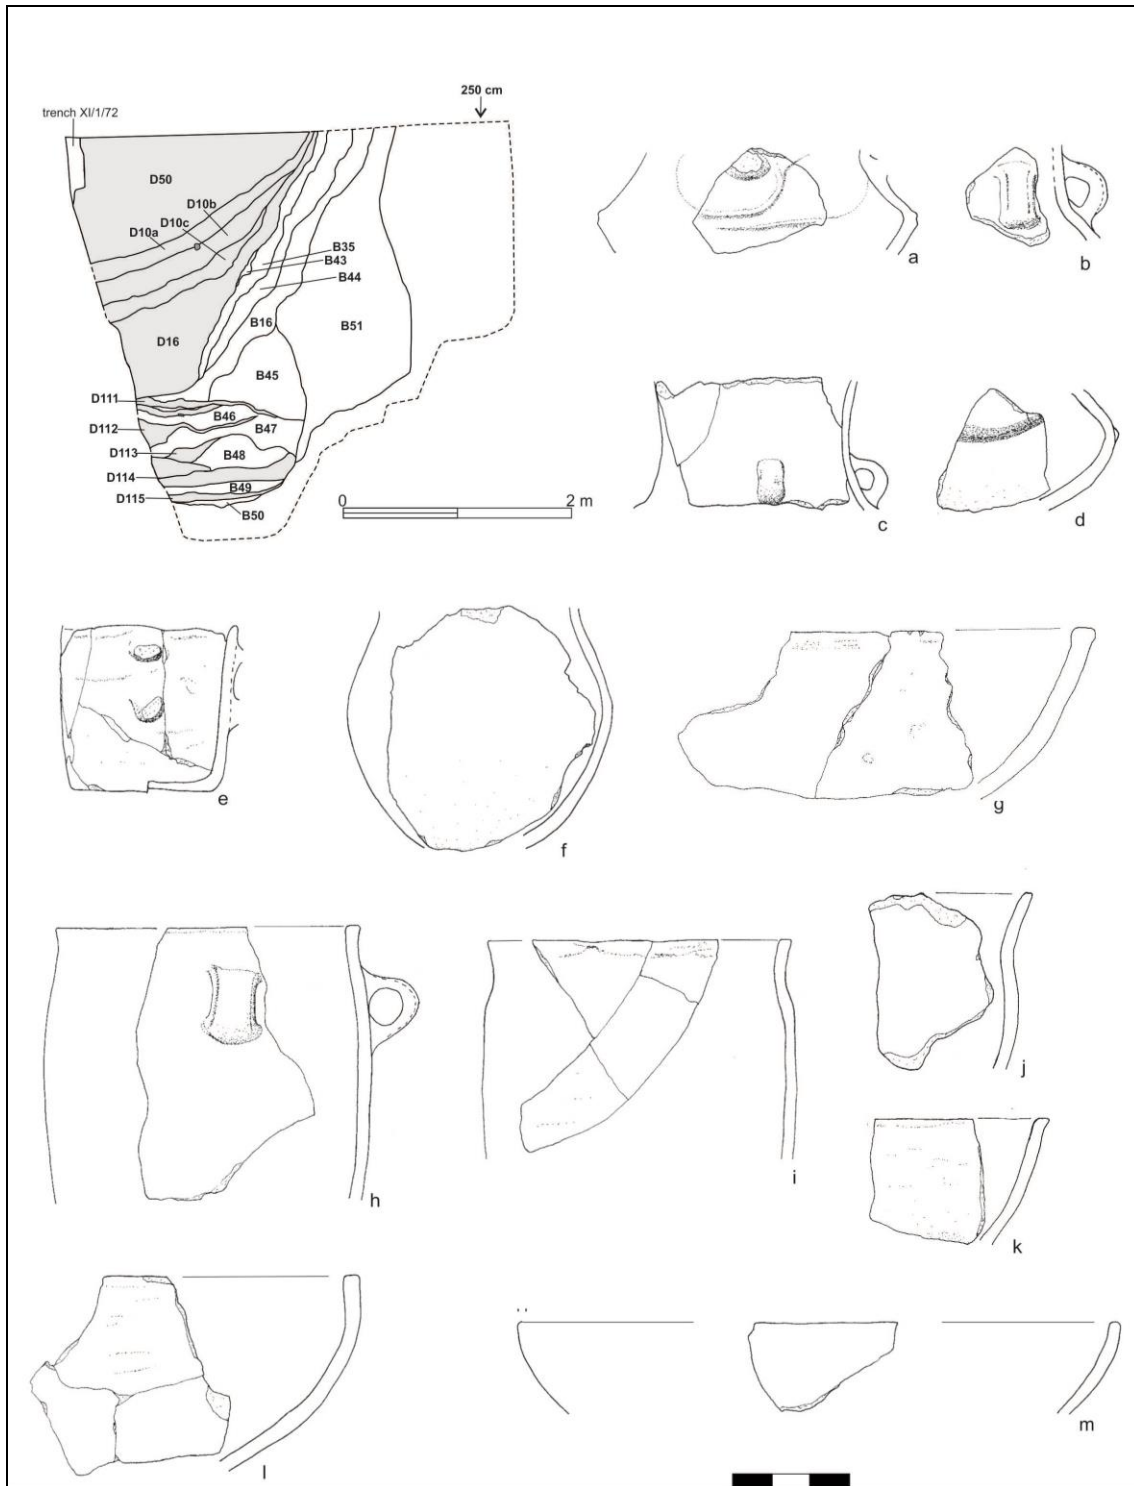 250 cm
trench XI/1/72
D50
D10b
D10c
D10a
B35
B43
B44
B16
B51
D16
B45
D111
B46
D112
B47
D113
B48
D114
B49
D115
B50
0 2 m
a
b
c
d
e
f
g
h
i
j
k
l
m